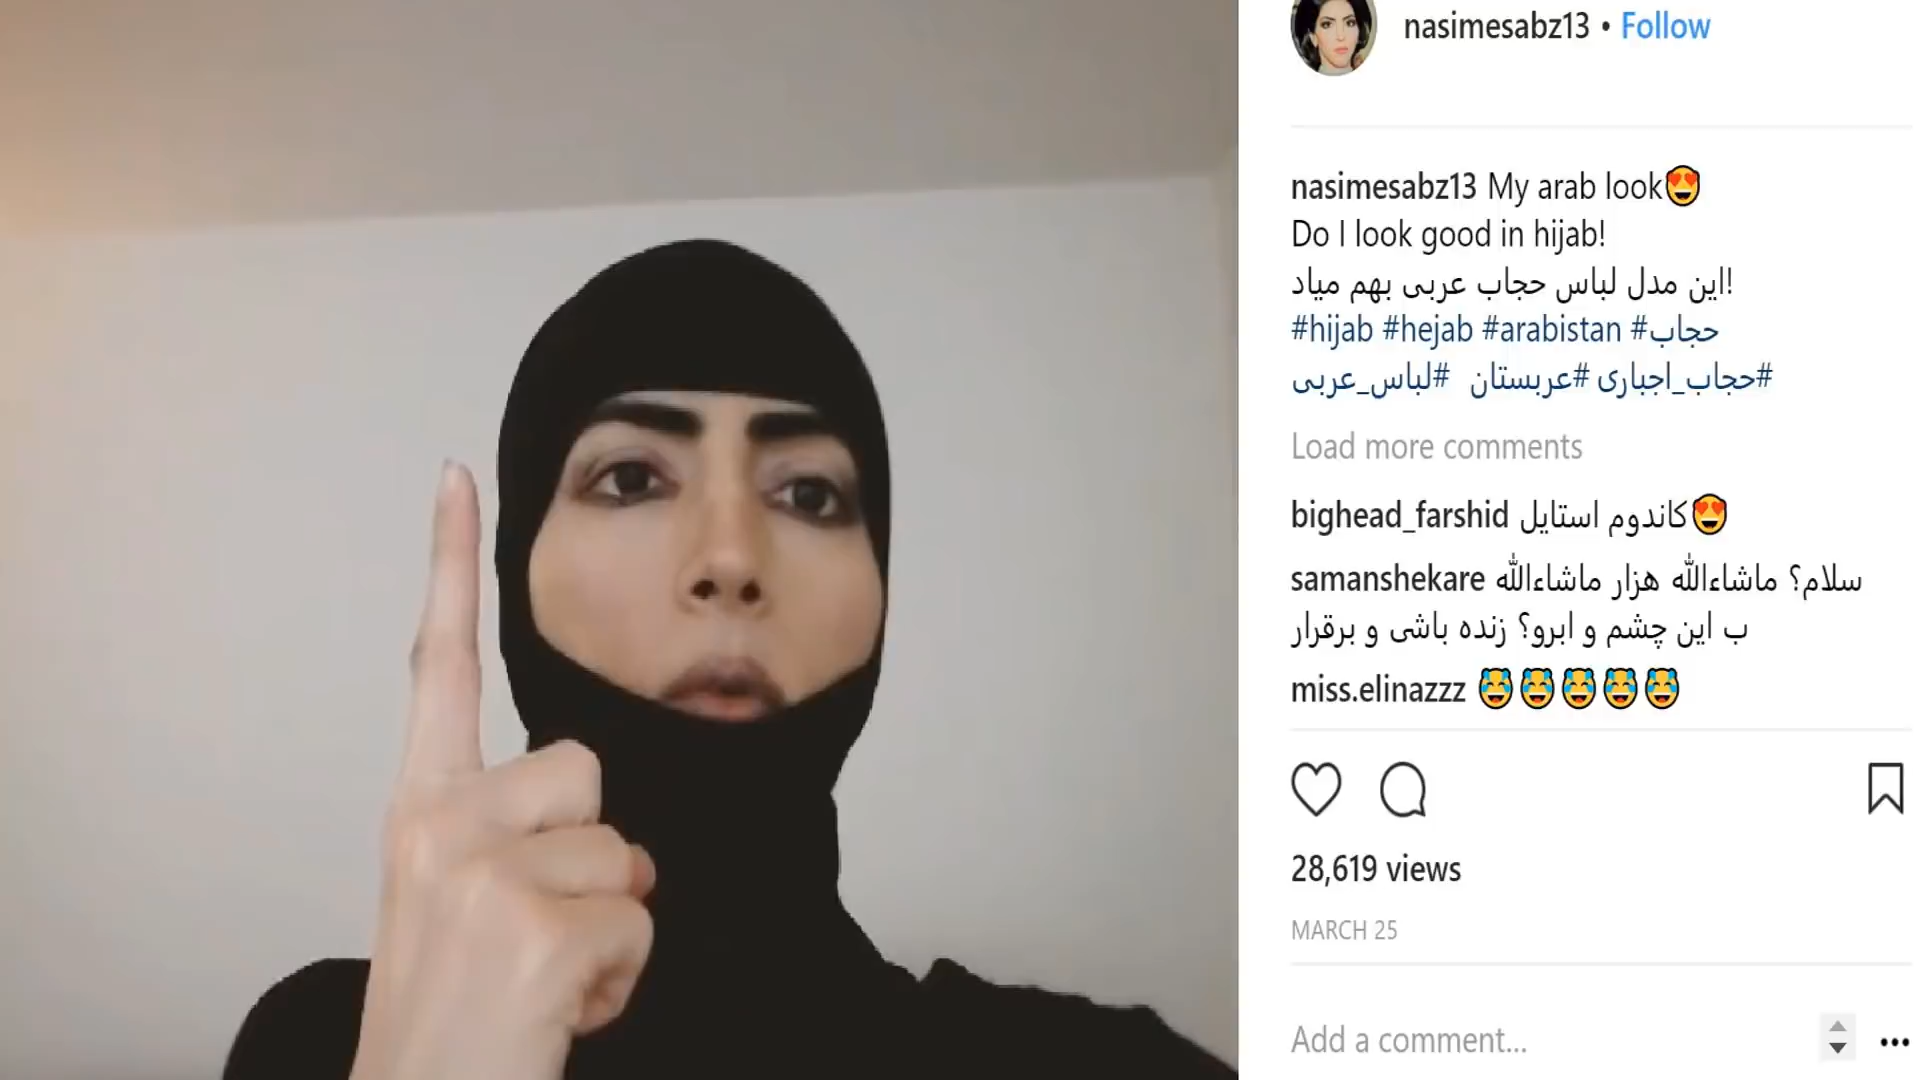 nasimesabz13 • Follow
nasimesabz13 My arab look😍
Do I look good in hijab!
این مدل لباس حجاب عربی بهم میاد!
#hijab #hejab #arabistan #حجاب
#حجاب_اجباری #عربستان #لباس_عربی
Load more comments
bighead_farshid کاندوم استایل😍
samanshekare سلام؟ ماشاءالله هزار ماشاءالله
ب این چشم و ابرو؟ زنده باشی و برقرار
miss.elinazzz 😂😂😂😂😂
28,619 views
MARCH 25
Add a comment...